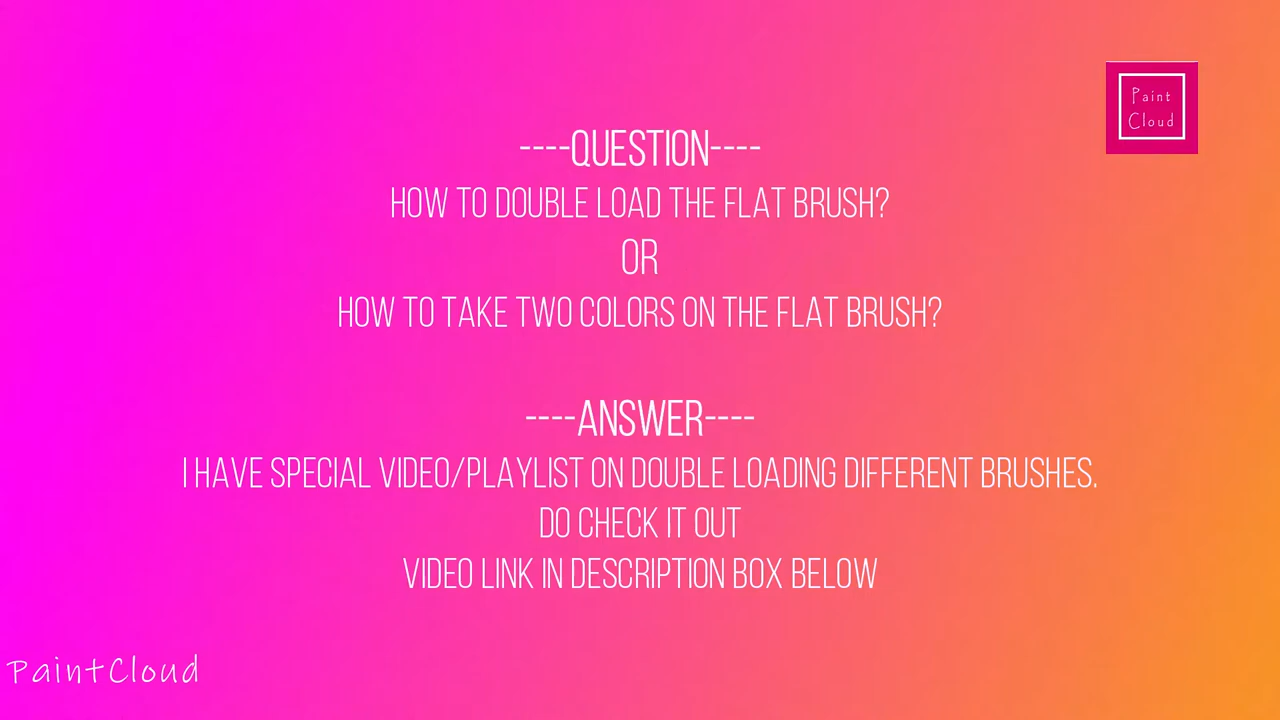 Paint
Cloud
----QUESTION----
HOW TO DOUBLE LOAD THE FLAT BRUSH?
OR
HOW TO TAKE TWO COLORS ON THE FLAT BRUSH?
----ANSWER----
I HAVE SPECIAL VIDEO/PLAYLIST ON DOUBLE LOADING DIFFERENT BRUSHES.
DO CHECK IT OUT
VIDEO LINK IN DESCRIPTION BOX BELOW
PaintCloud